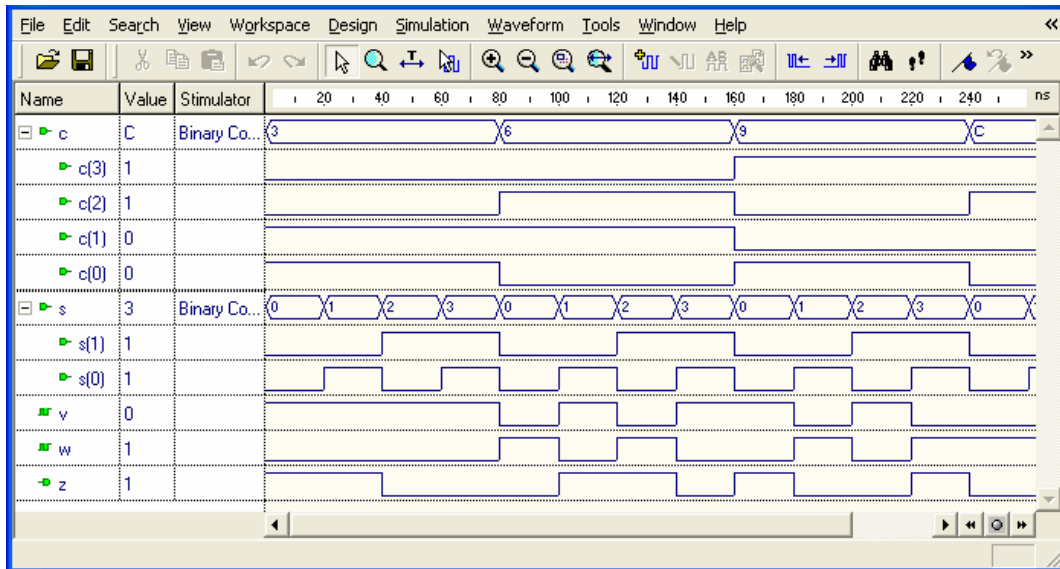 File Edit Search View Workspace Design Simulation Waveform Tools Window Help
Name Value Stimulator 20 40 60 80 100 120 140 160 180 200 220 240 ns
c C Binary Co... 3 6 9 C
c(3) 1
c(2) 1
c(1) 0
c(0) 0
s 3 Binary Co... 0 1 2 3 0 1 2 3 0 1 2 3 0
s(1) 1
s(0) 1
v 0
w 1
z 1